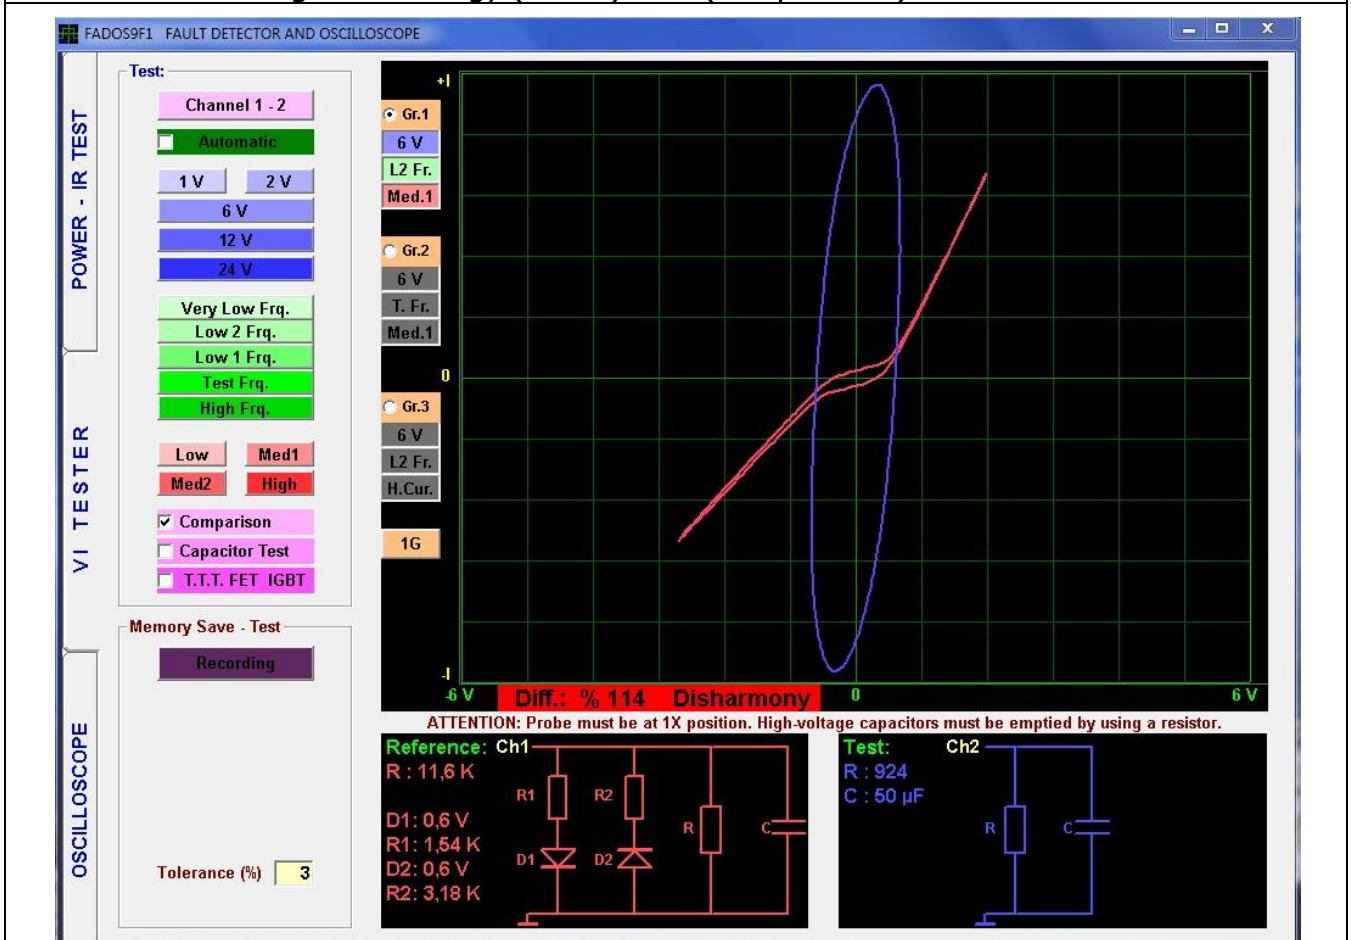 FADOS9F1 FAULT DETECTOR AND OSCILLOSCOPE
POWER - IR TEST
VI TESTER
OSCILLOSCOPE
Test:
Channel 1 - 2
Automatic
1 V 2 V
6 V
12 V
24 V
Very Low Frq.
Low 2 Frq.
Low 1 Frq.
Test Frq.
High Frq.
Low Med1
Med2 High
Comparison
Capacitor Test
T.T.T. FET IGBT
Memory Save - Test
Recording
Tolerance (%) 3
Gr.1
6 V
L2 Fr.
Med.1
Gr.2
6 V
T. Fr.
Med.1
Gr.3
6 V
L2 Fr.
H.Cur.
1G
+I
0
-I
-6 V 0 6 V
Diff.: % 114 Disharmony
ATTENTION: Probe must be at 1X position. High-voltage capacitors must be emptied by using a resistor.
Reference: Ch1
R : 11,6 K
D1: 0,6 V
R1: 1,54 K
D2: 0,6 V
R2: 3,18 K
R1 R2 R C
D1 D2
Test: Ch2
R : 924
C : 50 µF
R C